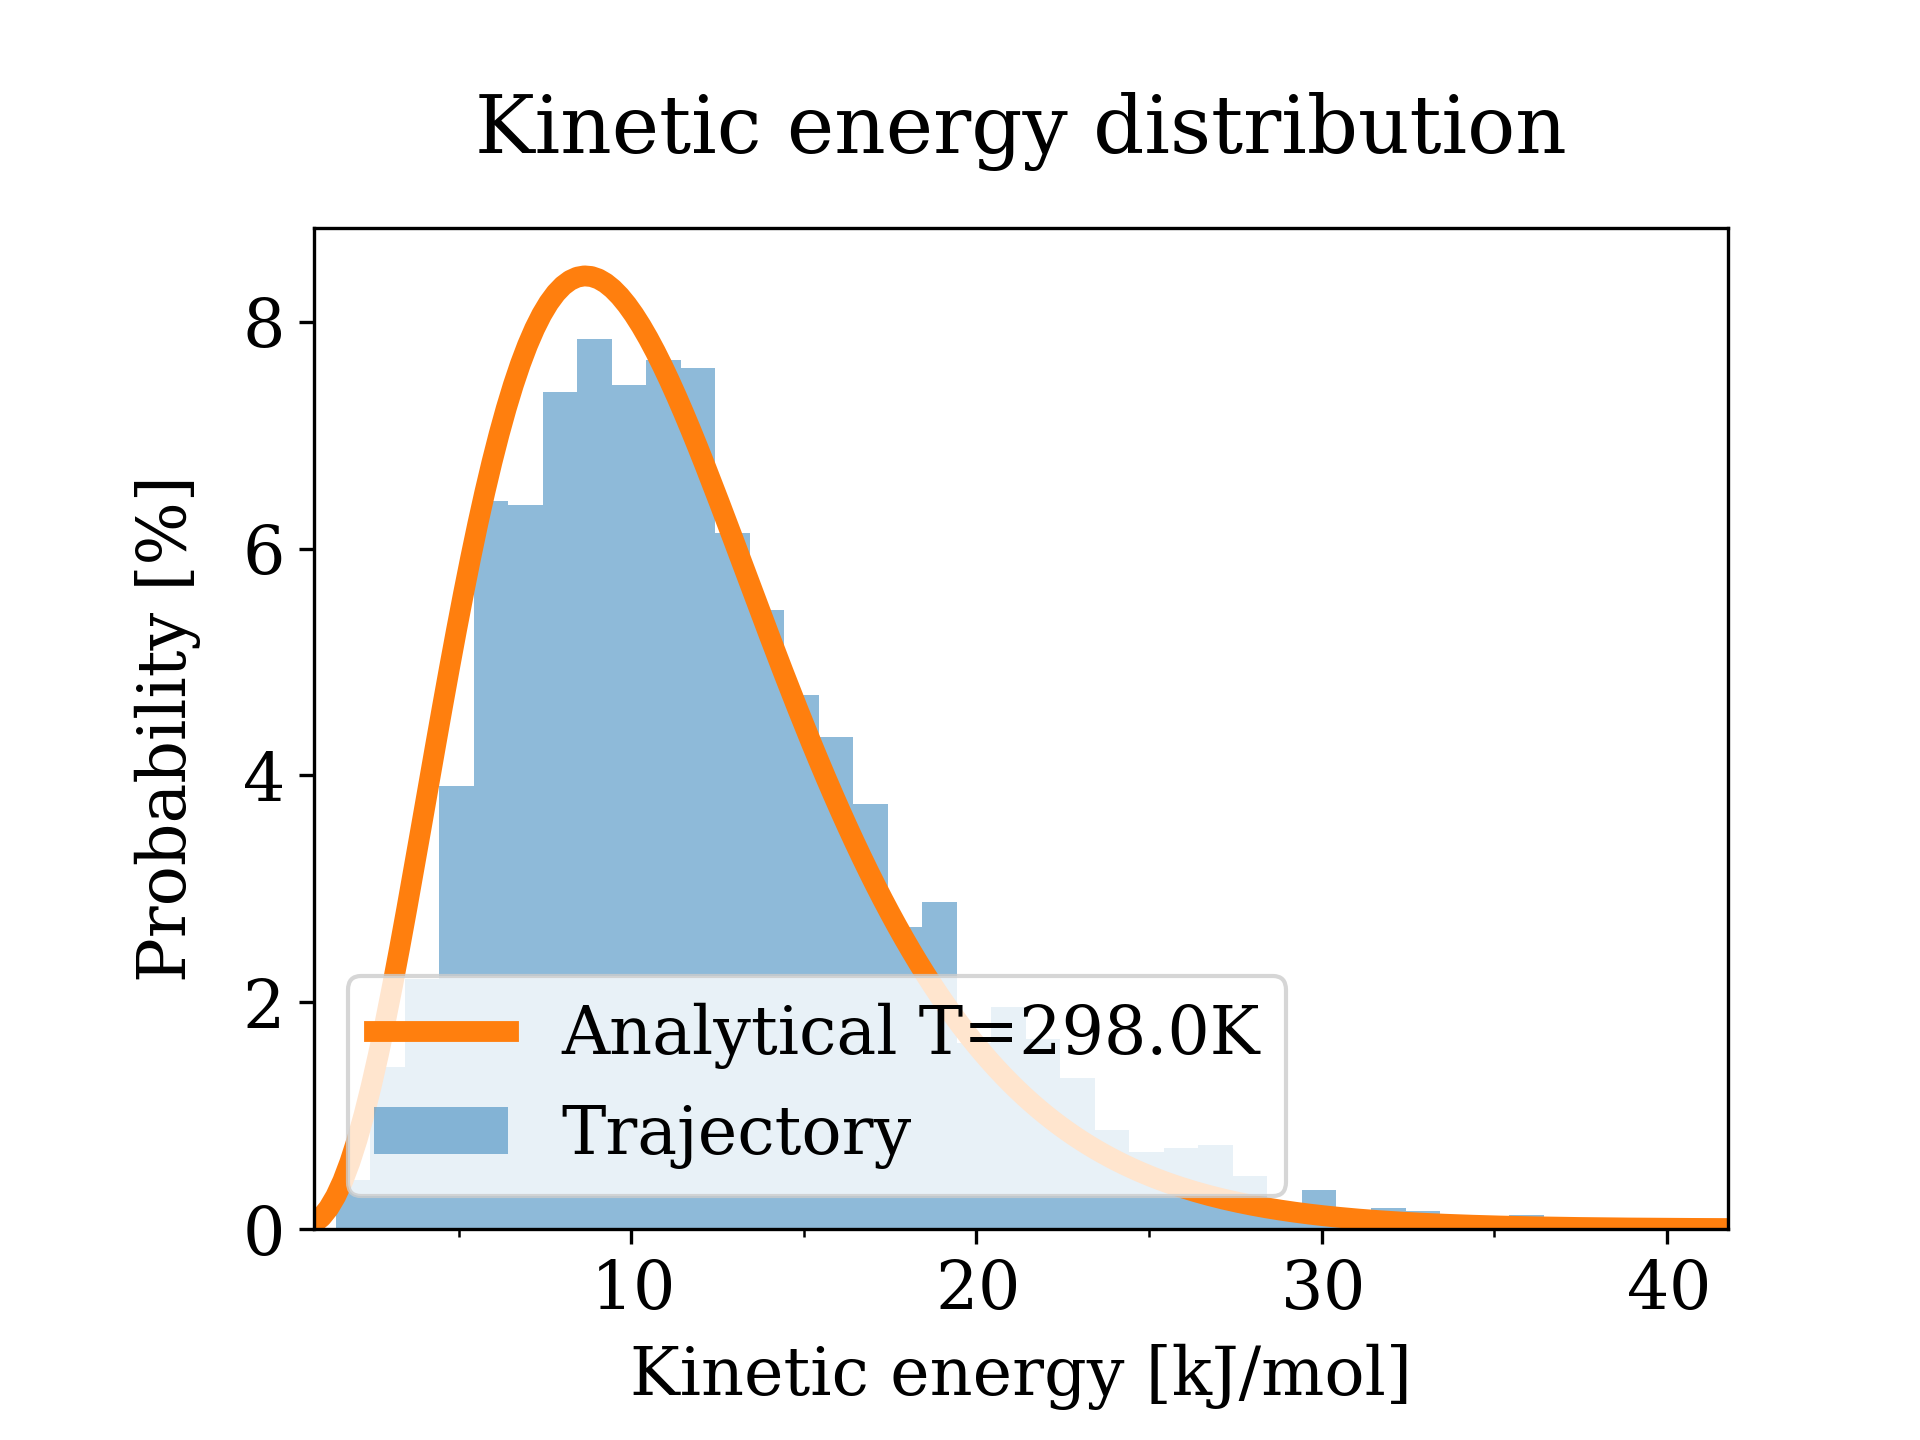 Kinetic energy distribution
Probability [%]
8
6
4
2
0
Analytical T=298.0K
Trajectory
10 20 30 40
Kinetic energy [kJ/mol]